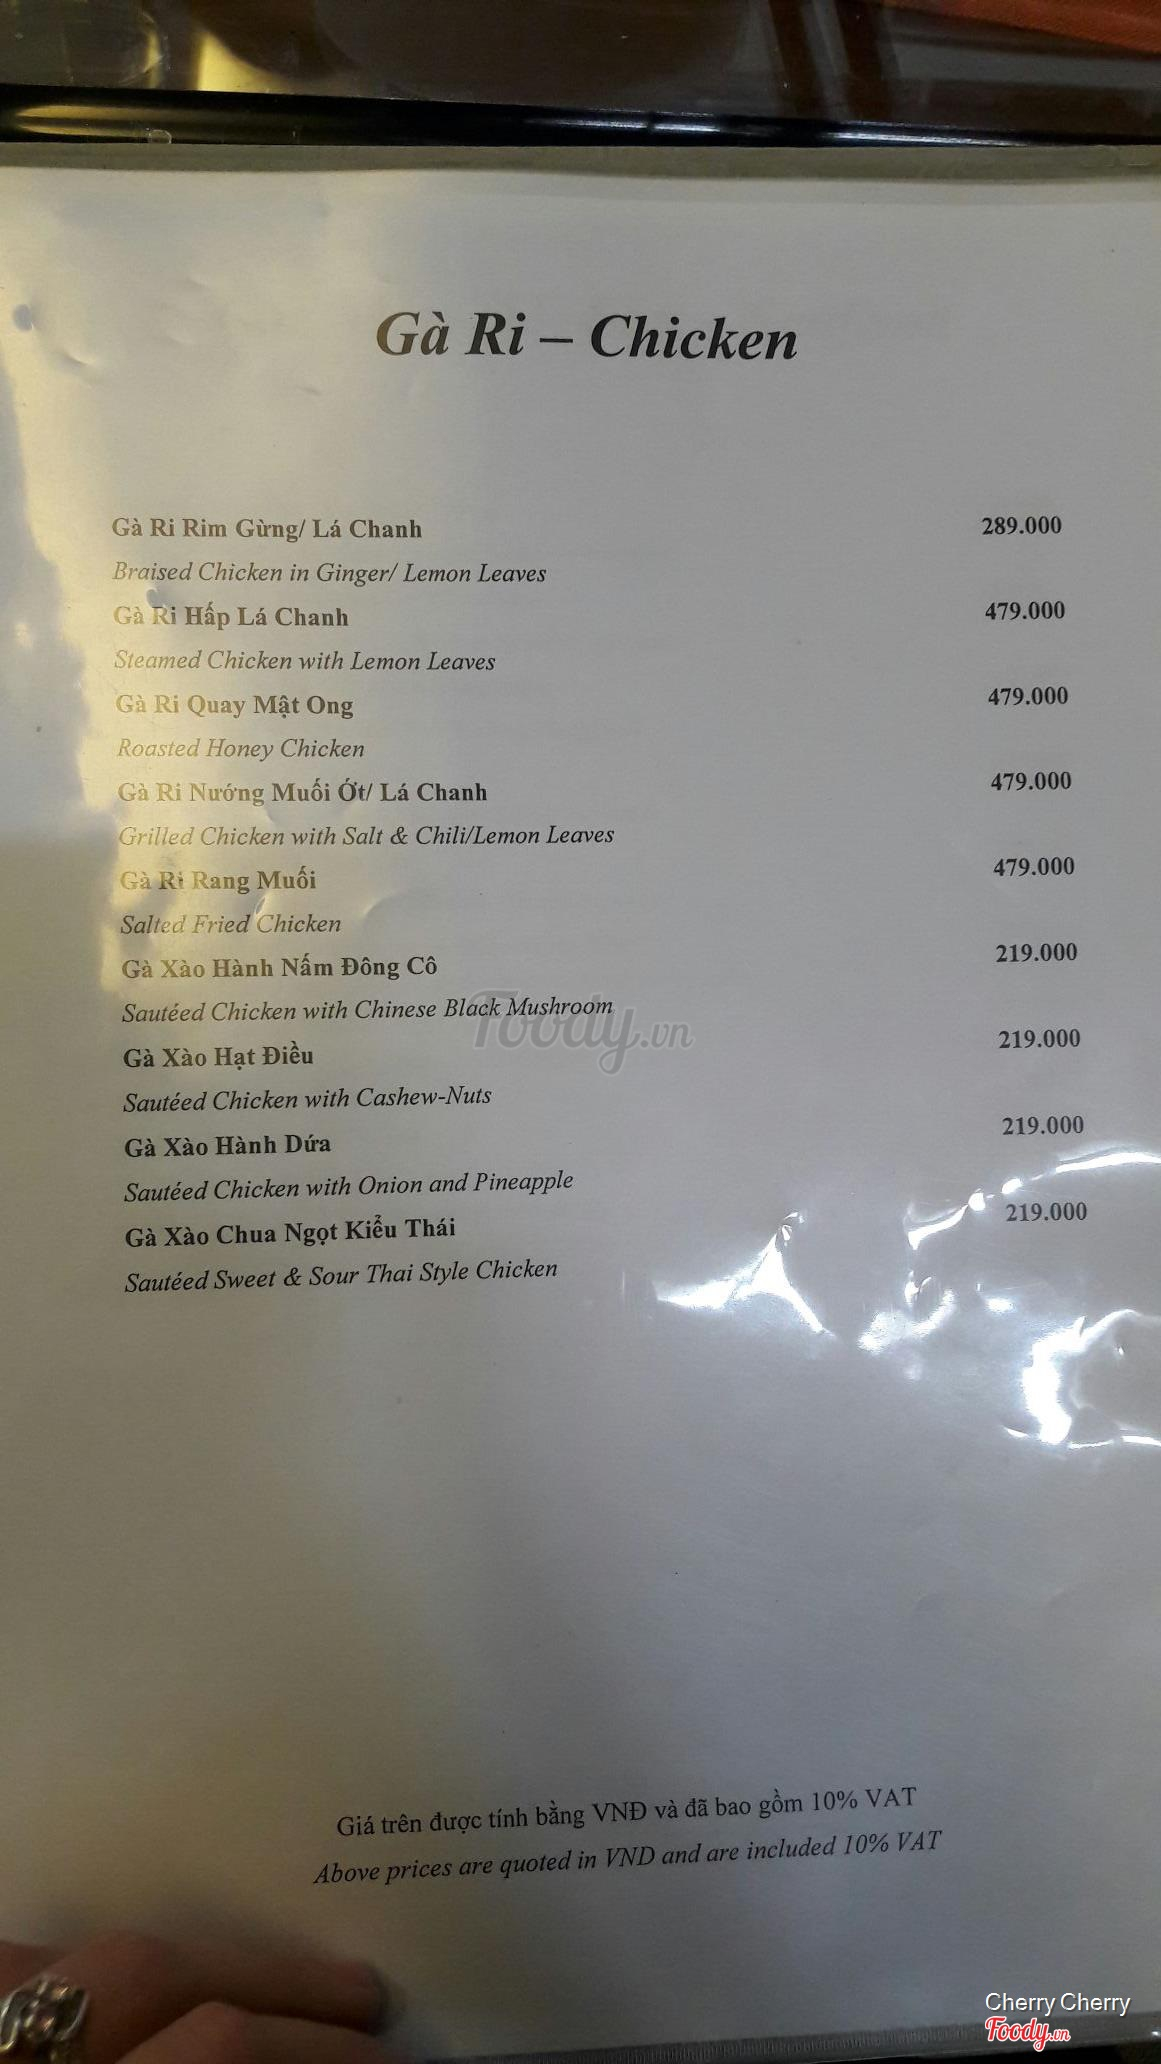 Gà Ri – Chicken
Gà Ri Rim Gừng/ Lá Chanh 289.000
Braised Chicken in Ginger/ Lemon Leaves
Gà Ri Hấp Lá Chanh 479.000
Steamed Chicken with Lemon Leaves
Gà Ri Quay Mật Ong 479.000
Roasted Honey Chicken
Gà Ri Nướng Muối Ớt/ Lá Chanh 479.000
Grilled Chicken with Salt & Chili/Lemon Leaves
Gà Ri Rang Muối 479.000
Salted Fried Chicken
Gà Xào Hành Nấm Đông Cô 219.000
Sautéed Chicken with Chinese Black Mushroom
Foody.vn
Gà Xào Hạt Điều 219.000
Sautéed Chicken with Cashew-Nuts
Gà Xào Hành Dứa 219.000
Sautéed Chicken with Onion and Pineapple
Gà Xào Chua Ngọt Kiểu Thái 219.000
Sautéed Sweet & Sour Thai Style Chicken
Giá trên được tính bằng VNĐ và đã bao gồm 10% VAT
Above prices are quoted in VND and are included 10% VAT
Cherry Cherry
Foody.vn